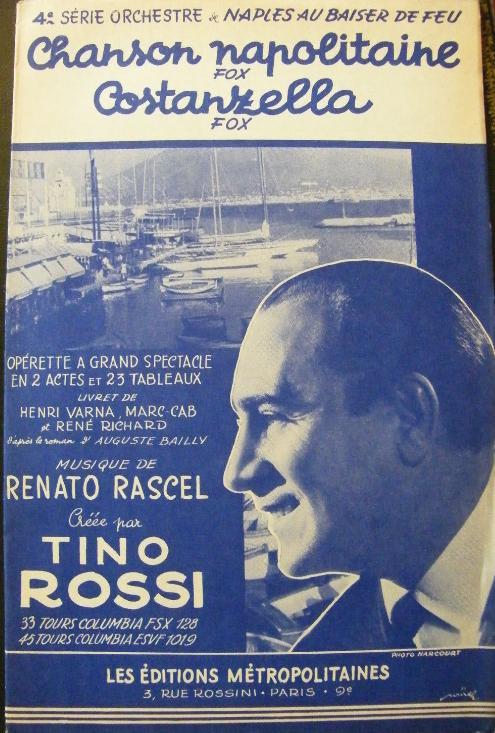 4e SÉRIE ORCHESTRE de NAPLES AU BAISER DE FEU
Chanson napolitaine
FOX
Costanzella
FOX
OPÉRETTE A GRAND SPECTACLE
EN 2 ACTES ET 23 TABLEAUX
LIVRET DE
HENRI VARNA, MARC-CAB
et RENÉ RICHARD
d'après le roman d'AUGUSTE BAILLY
MUSIQUE DE
RENATO RASCEL
Créée par
TINO
ROSSI
33 TOURS COLUMBIA FSX 128
45 TOURS COLUMBIA ESVF 1019
PHOTO HARCOURT
LES ÉDITIONS MÉTROPOLITAINES
3, RUE ROSSINI • PARIS • 9e